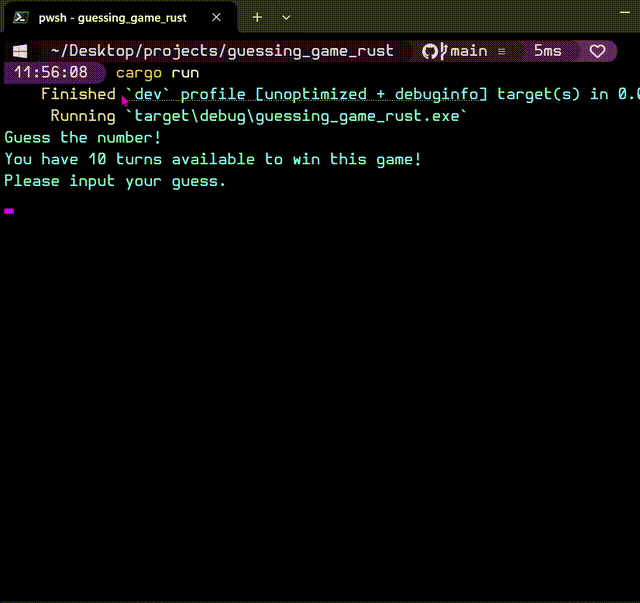 pwsh - guessing_game_rust
~/Desktop/projects/guessing_game_rust main ≡ 5ms
11:56:08 cargo run
Finished `dev` profile [unoptimized + debuginfo] target(s) in 0.0
Running `target\debug\guessing_game_rust.exe`
Guess the number!
You have 10 turns available to win this game!
Please input your guess.